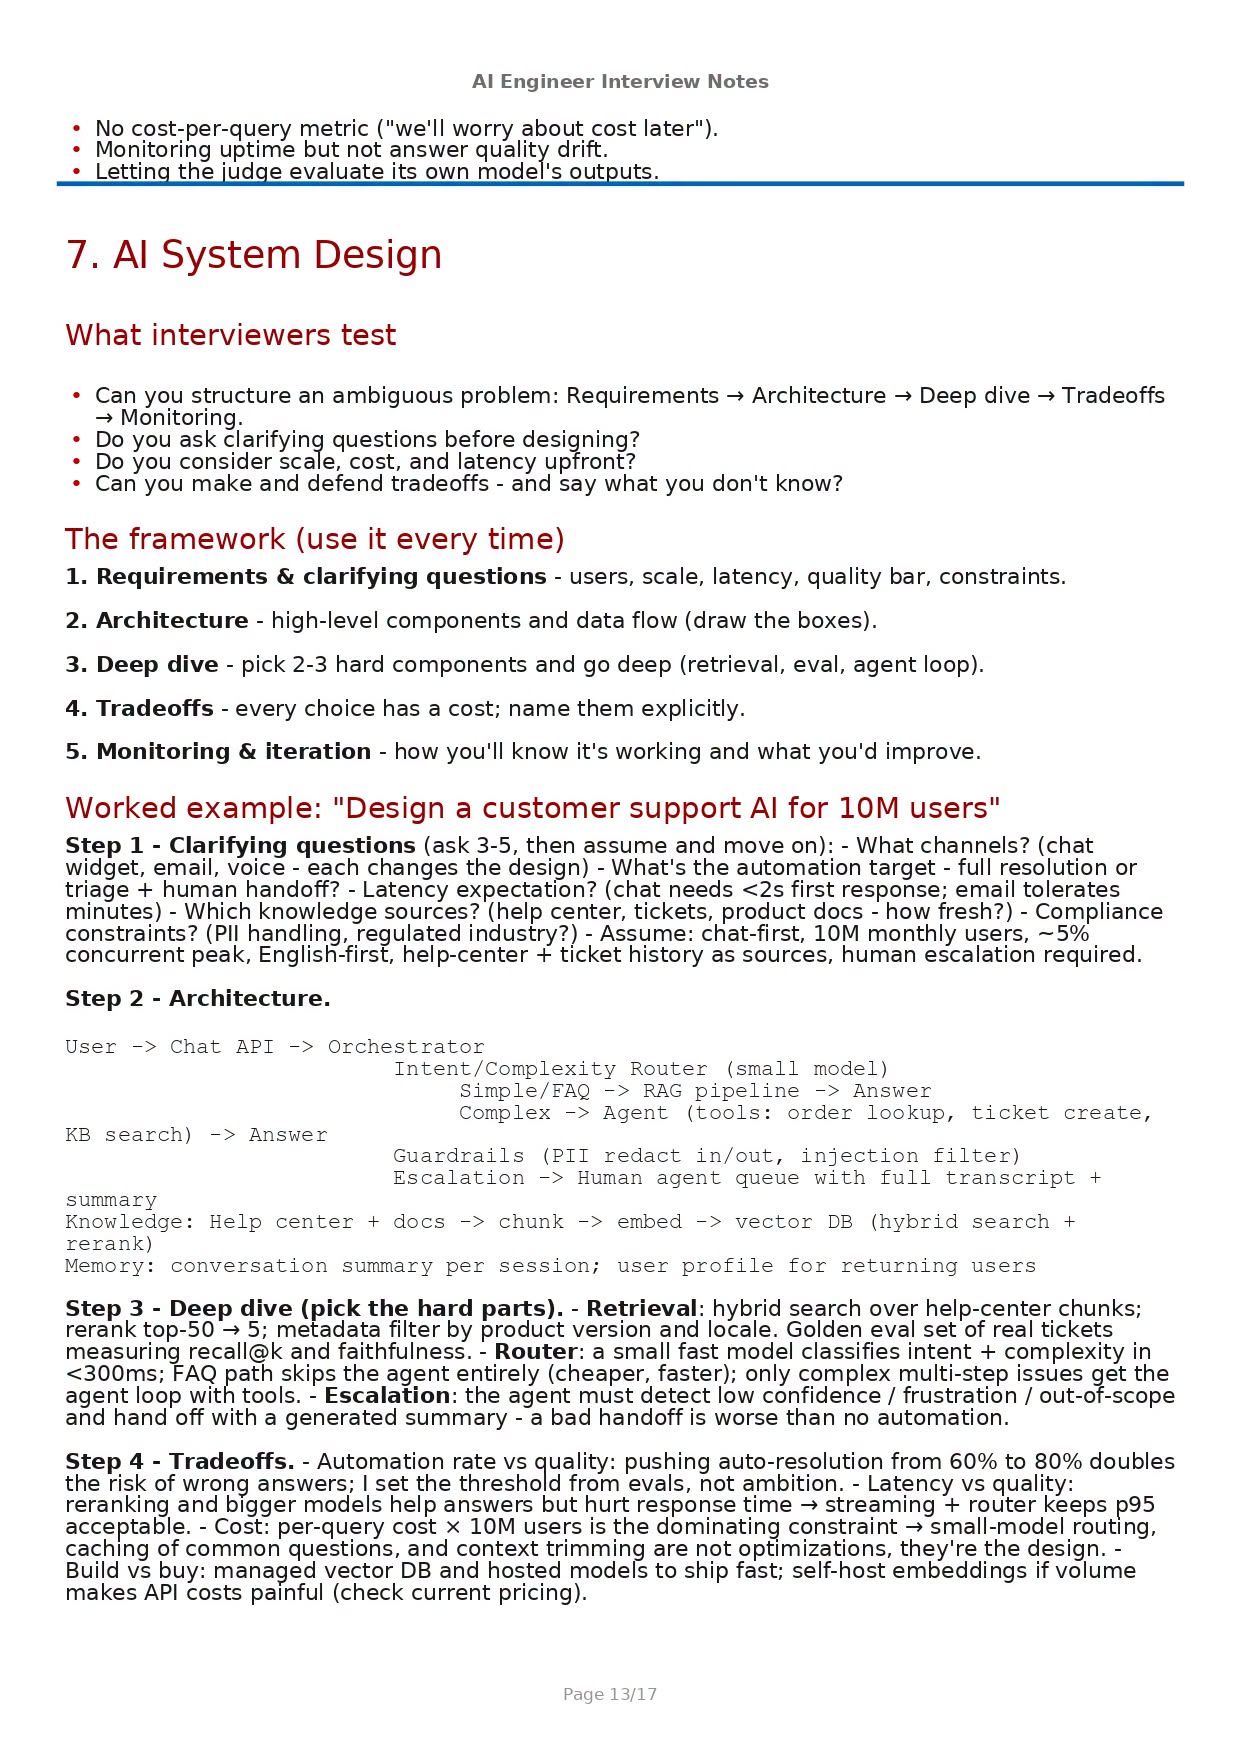 AI Engineer Interview Notes
• No cost-per-query metric ("we'll worry about cost later").
• Monitoring uptime but not answer quality drift.
• Letting the judge evaluate its own model's outputs.
7. AI System Design
What interviewers test
• Can you structure an ambiguous problem: Requirements → Architecture → Deep dive → Tradeoffs
→ Monitoring.
• Do you ask clarifying questions before designing?
• Do you consider scale, cost, and latency upfront?
• Can you make and defend tradeoffs - and say what you don't know?
The framework (use it every time)
1. Requirements & clarifying questions - users, scale, latency, quality bar, constraints.
2. Architecture - high-level components and data flow (draw the boxes).
3. Deep dive - pick 2-3 hard components and go deep (retrieval, eval, agent loop).
4. Tradeoffs - every choice has a cost; name them explicitly.
5. Monitoring & iteration - how you'll know it's working and what you'd improve.
Worked example: "Design a customer support AI for 10M users"
Step 1 - Clarifying questions (ask 3-5, then assume and move on): - What channels? (chat
widget, email, voice - each changes the design) - What's the automation target - full resolution or
triage + human handoff? - Latency expectation? (chat needs <2s first response; email tolerates
minutes) - Which knowledge sources? (help center, tickets, product docs - how fresh?) - Compliance
constraints? (PII handling, regulated industry?) - Assume: chat-first, 10M monthly users, ~5%
concurrent peak, English-first, help-center + ticket history as sources, human escalation required.
Step 2 - Architecture.
User -> Chat API -> Orchestrator
Intent/Complexity Router (small model)
Simple/FAQ -> RAG pipeline -> Answer
Complex -> Agent (tools: order lookup, ticket create,
KB search) -> Answer
Guardrails (PII redact in/out, injection filter)
Escalation -> Human agent queue with full transcript +
summary
Knowledge: Help center + docs -> chunk -> embed -> vector DB (hybrid search +
rerank)
Memory: conversation summary per session; user profile for returning users
Step 3 - Deep dive (pick the hard parts). - Retrieval: hybrid search over help-center chunks;
rerank top-50 → 5; metadata filter by product version and locale. Golden eval set of real tickets
measuring recall@k and faithfulness. - Router: a small fast model classifies intent + complexity in
<300ms; FAQ path skips the agent entirely (cheaper, faster); only complex multi-step issues get the
agent loop with tools. - Escalation: the agent must detect low confidence / frustration / out-of-scope
and hand off with a generated summary - a bad handoff is worse than no automation.
Step 4 - Tradeoffs. - Automation rate vs quality: pushing auto-resolution from 60% to 80% doubles
the risk of wrong answers; I set the threshold from evals, not ambition. - Latency vs quality:
reranking and bigger models help answers but hurt response time → streaming + router keeps p95
acceptable. - Cost: per-query cost × 10M users is the dominating constraint → small-model routing,
caching of common questions, and context trimming are not optimizations, they're the design. -
Build vs buy: managed vector DB and hosted models to ship fast; self-host embeddings if volume
makes API costs painful (check current pricing).
Page 13/17